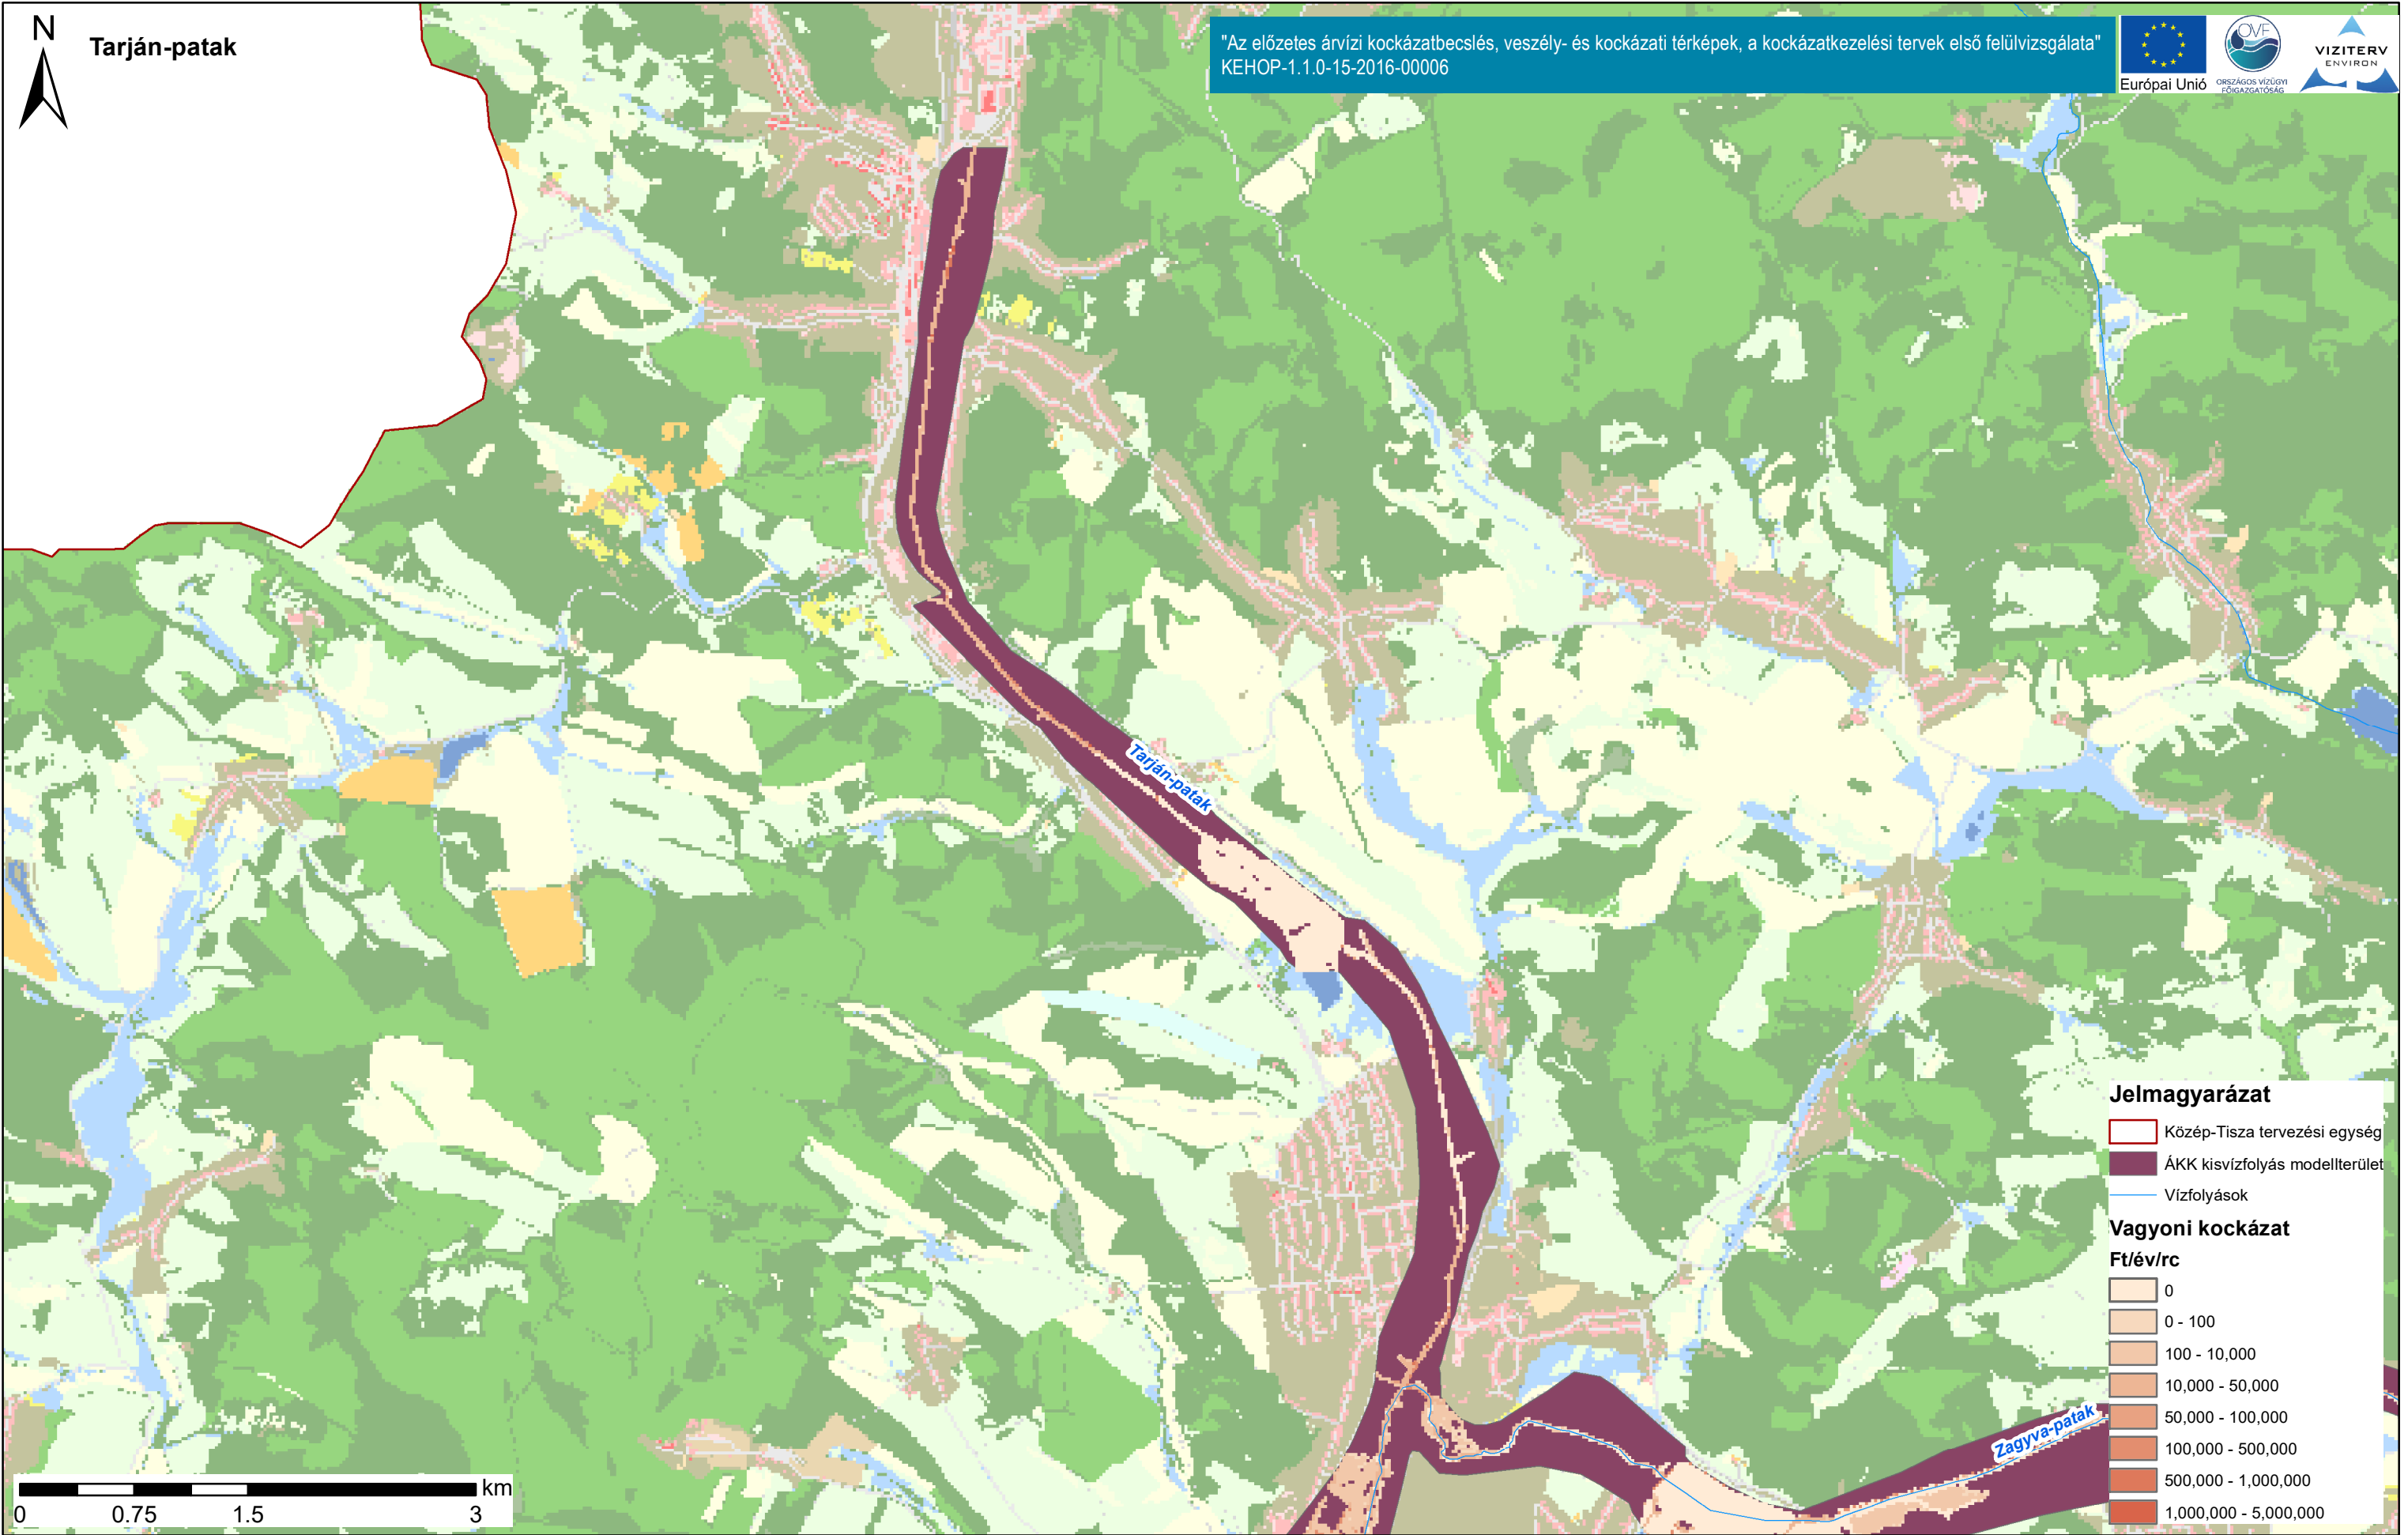 N
Tarján-patak
"Az előzetes árvízi kockázatbecslés, veszély- és kockázati térképek, a kockázatkezelési tervek első felülvizsgálata"
KEHOP-1.1.0-15-2016-00006
Európai Unió
OVF
ORSZÁGOS VÍZÜGYI
FŐIGAZGATÓSÁG
VIZITERV
ENVIRON
Tarján-patak
Zagyva-patak
Jelmagyarázat
Közép-Tisza tervezési egység
ÁKK kisvízfolyás modellterület
Vízfolyások
Vagyoni kockázat
Ft/év/rc
0
0 - 100
100 - 10,000
10,000 - 50,000
50,000 - 100,000
100,000 - 500,000
500,000 - 1,000,000
1,000,000 - 5,000,000
km
0 0.75 1.5 3